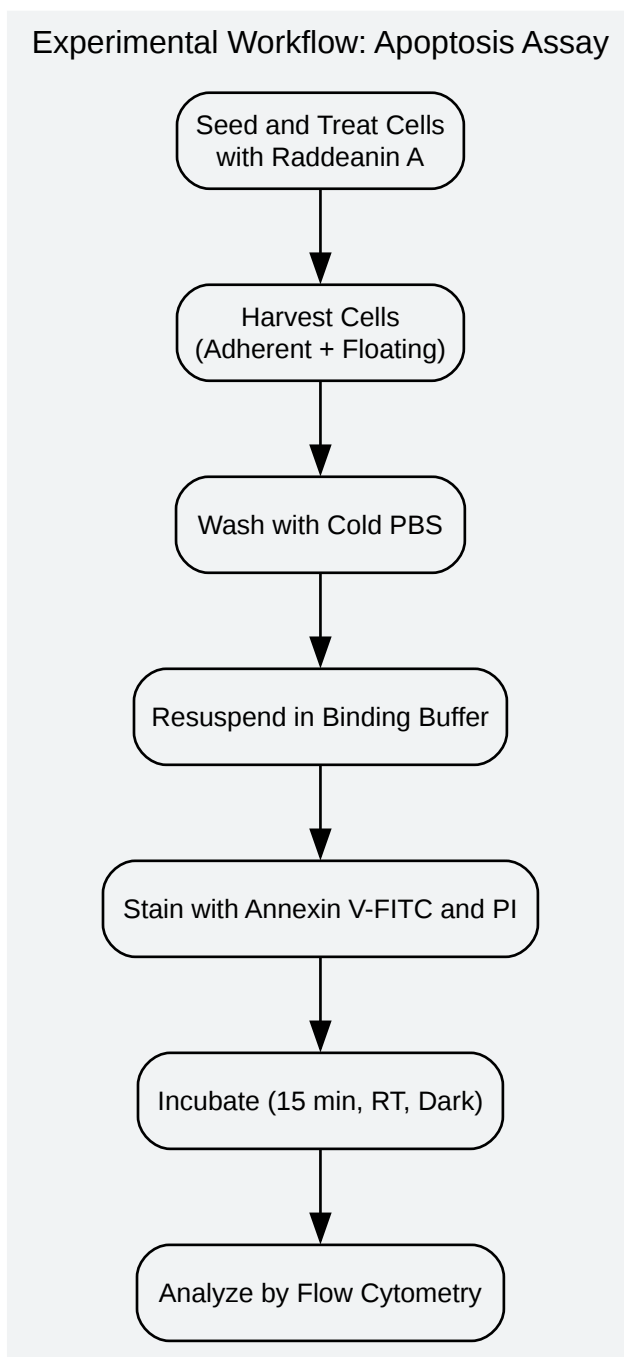 Experimental Workflow: Apoptosis Assay
Seed and Treat Cells
with Raddeanin A
Harvest Cells
(Adherent + Floating)
Wash with Cold PBS
Resuspend in Binding Buffer
Stain with Annexin V-FITC and PI
Incubate (15 min, RT, Dark)
Analyze by Flow Cytometry